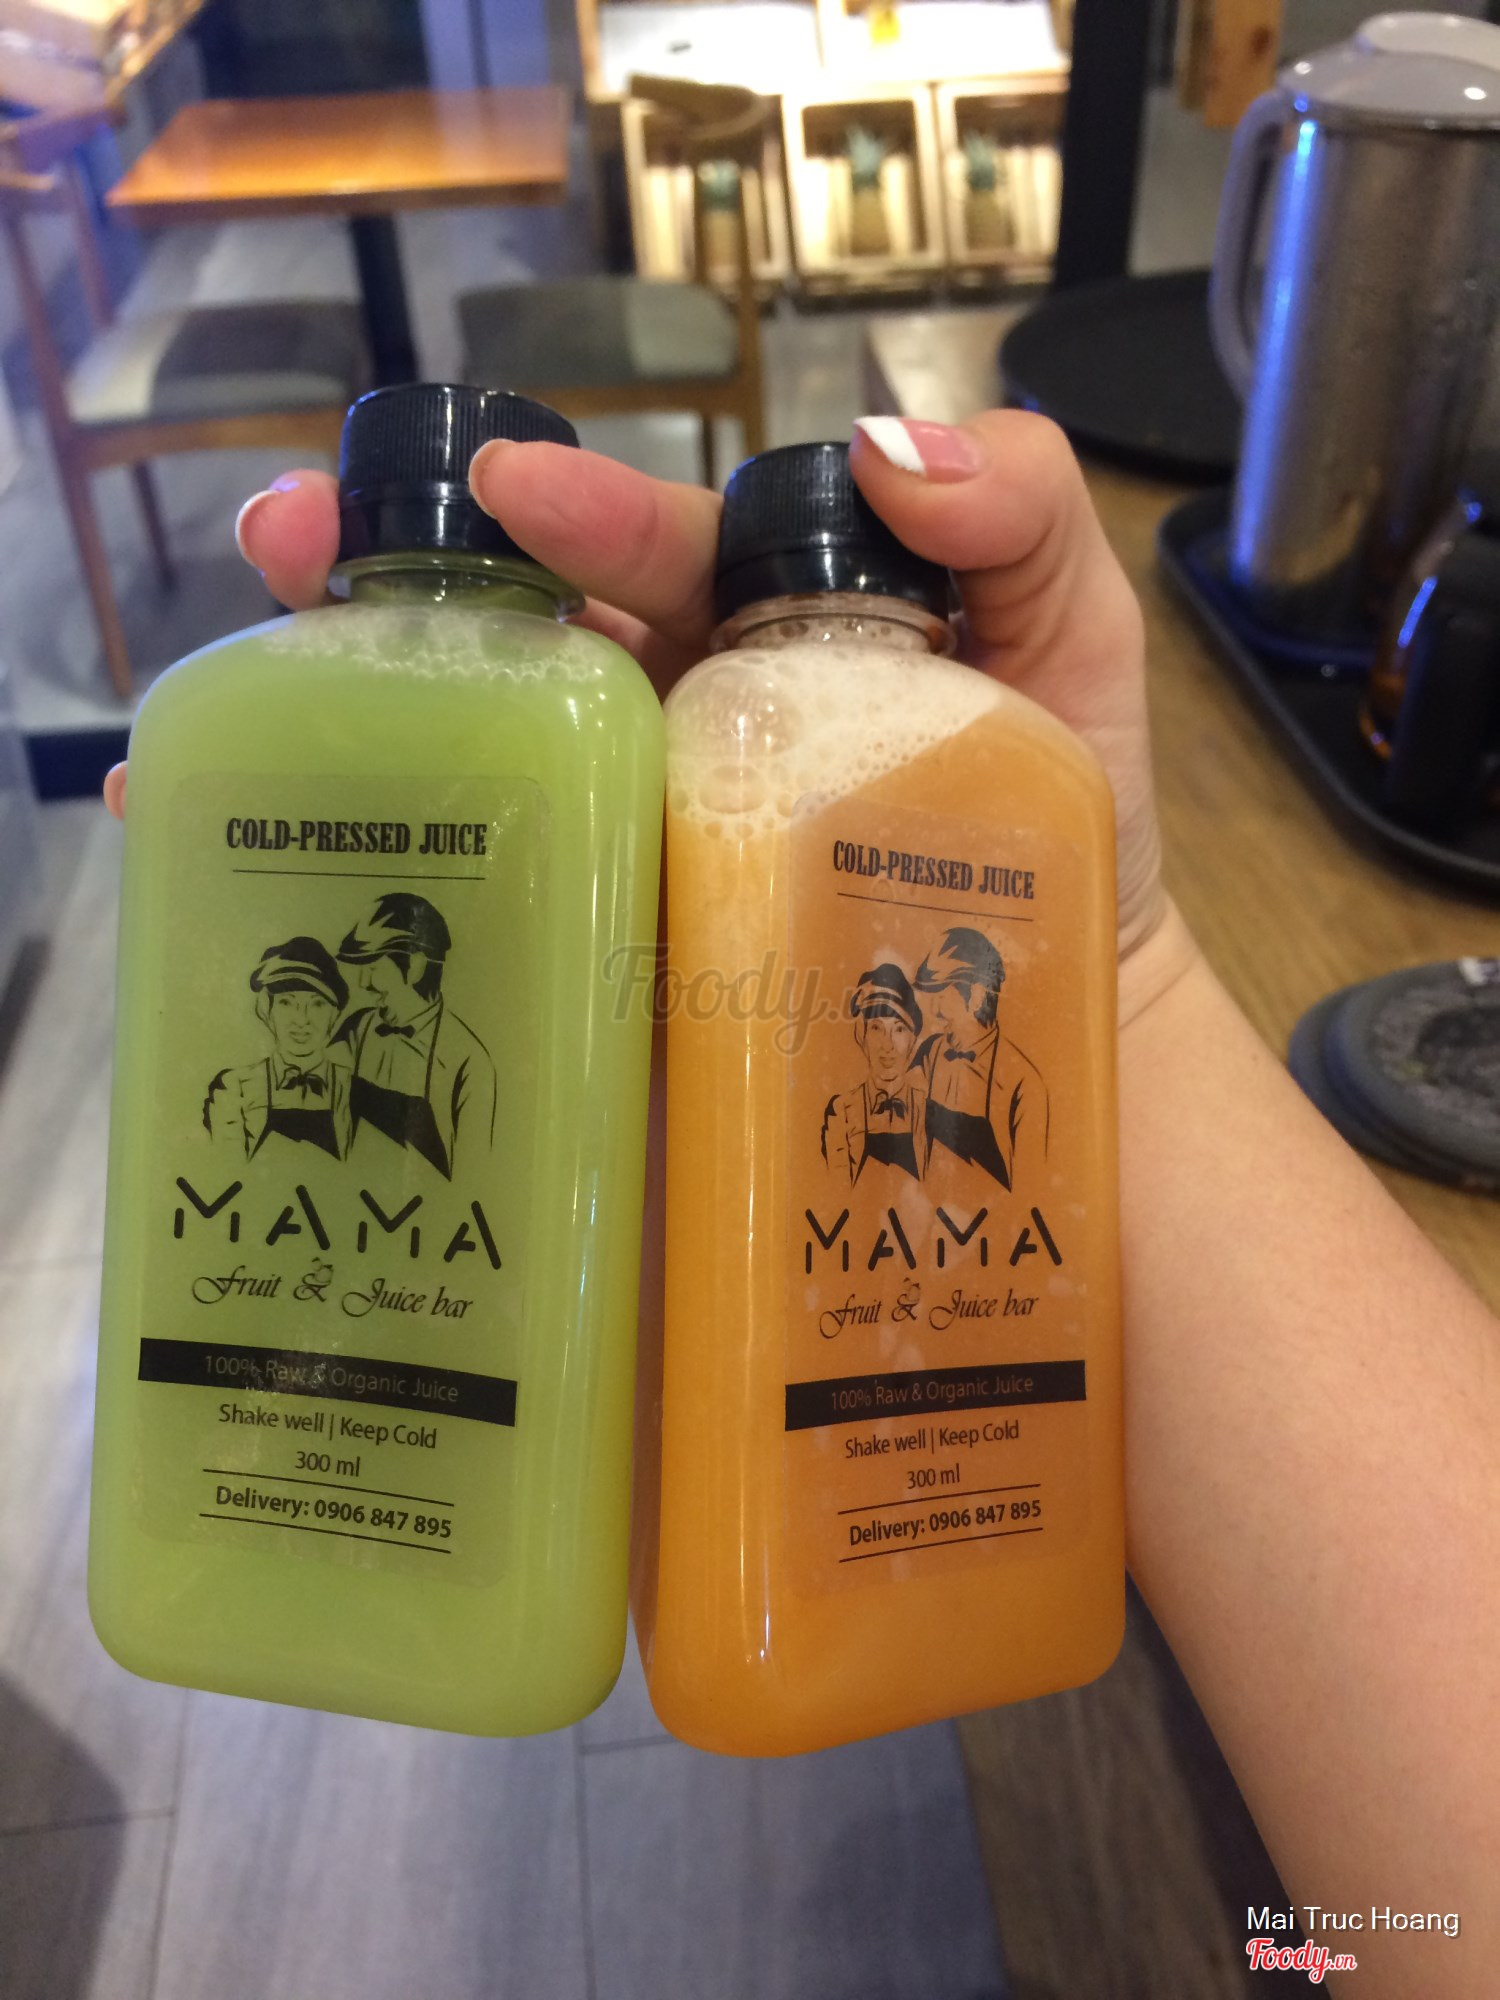 COLD-PRESSED JUICE
MAMA
Fruit & Juice bar
100% Raw & Organic Juice
Shake well | Keep Cold
300 ml
Delivery: 0906 847 895
COLD-PRESSED JUICE
MAMA
Fruit & Juice bar
100% Raw & Organic Juice
Shake well | Keep Cold
300 ml
Delivery: 0906 847 895
Foody.vn
Mai Truc Hoang
Foody.vn